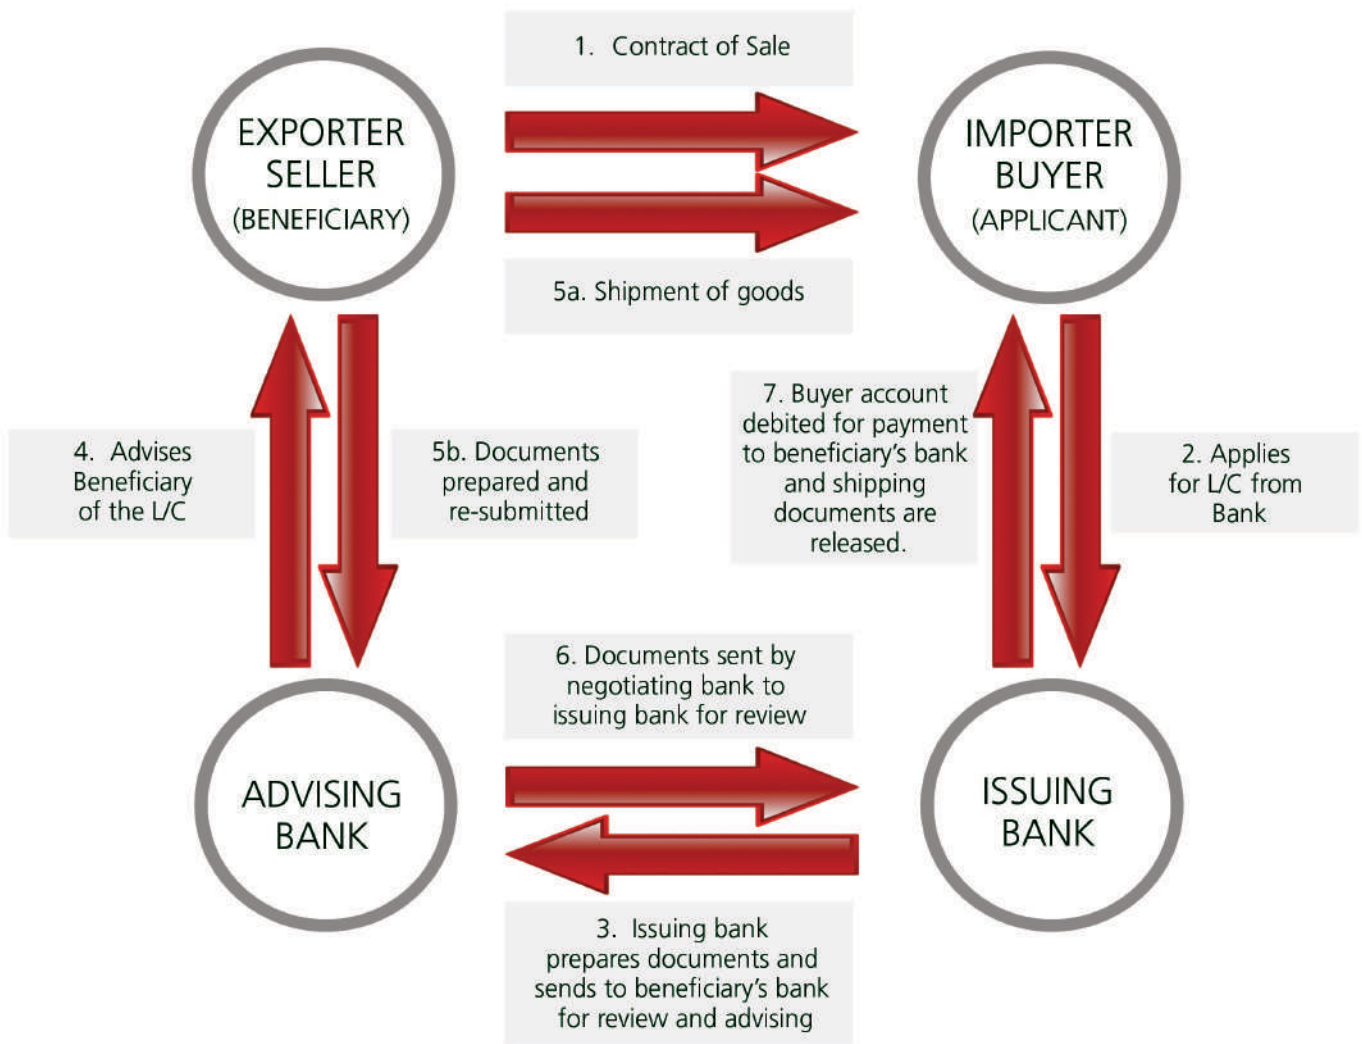 1. Contract of Sale
EXPORTER
SELLER
(BENEFICIARY)
IMPORTER
BUYER
(APPLICANT)
5a. Shipment of goods
4. Advises
Beneficiary
of the L/C
5b. Documents
prepared and
re-submitted
7. Buyer account
debited for payment
to beneficiary's bank
and shipping
documents are
released.
2. Applies
for L/C from
Bank
6. Documents sent by
negotiating bank to
issuing bank for review
ADVISING
BANK
ISSUING
BANK
3. Issuing bank
prepares documents and
sends to beneficiary's bank
for review and advising